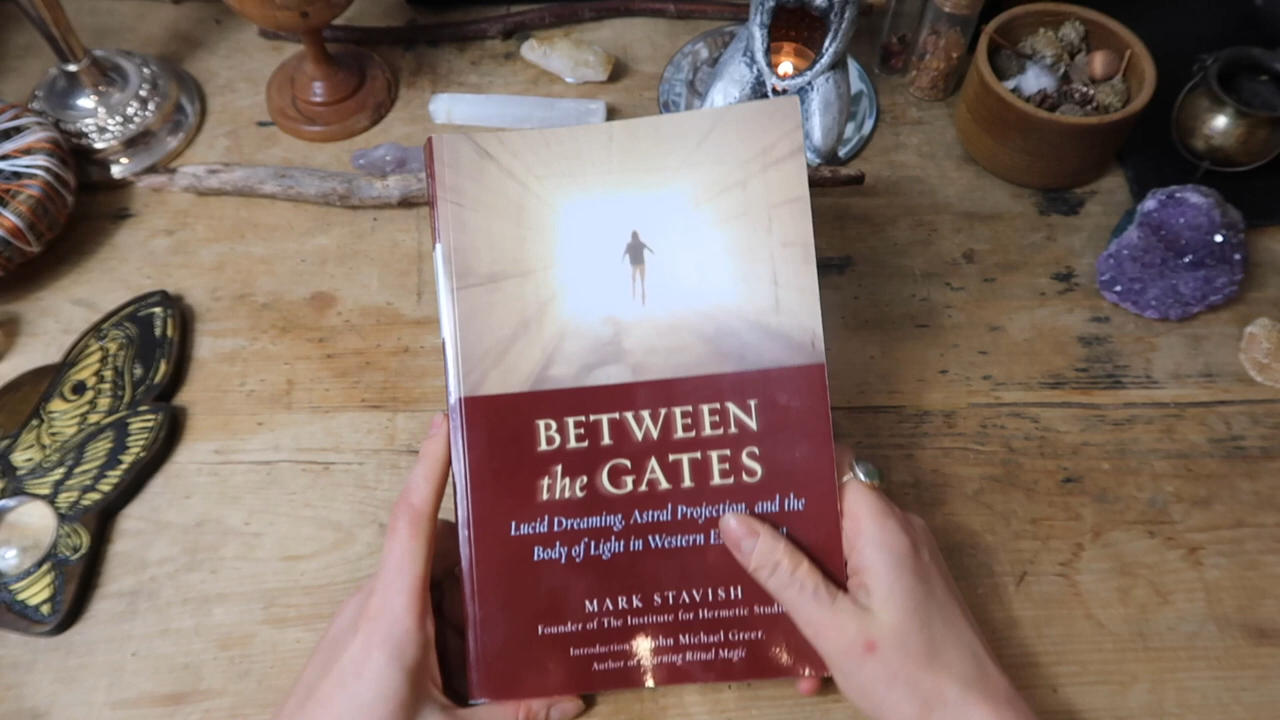 BETWEEN
the GATES
Lucid Dreaming, Astral Projection, and the
Body of Light in Western
MARK STAVISH
Founder of The Institute for Hermetic
Introduction John Michael Greer,
Author of Learning Ritual Magic